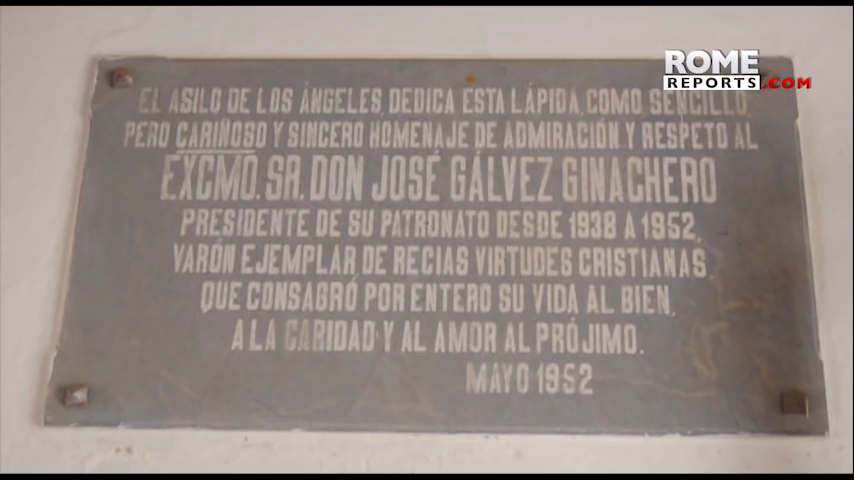 ROME
REPORTS.COM
EL ASILO DE LOS ÁNGELES, DEDICA ESTA LÁPIDA, COMO SENCILLO,
PERO CARIÑOSO Y SINCERO HOMENAJE DE ADMIRACIÓN Y RESPETO AL
EXCMO. SR. DON JOSÉ GÁLVEZ GINACHERO
PRESIDENTE DE SU PATRONATO DESDE 1938 A 1952,
VARÓN EJEMPLAR DE RECIAS VIRTUDES CRISTIANAS,
QUE CONSAGRÓ POR ENTERO SU VIDA AL BIEN,
A LA CARIDAD Y AL AMOR AL PRÓJIMO.
MAYO 1952